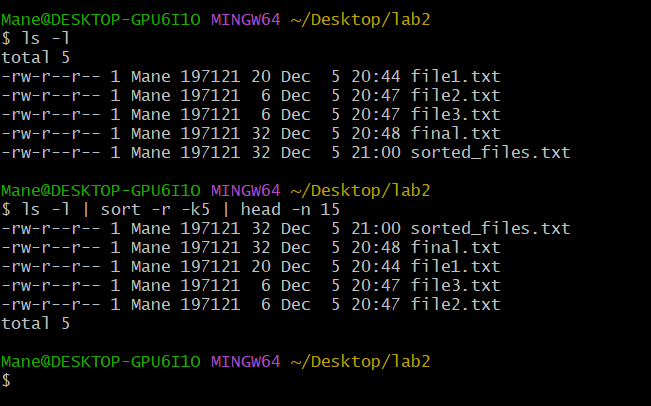 Mane@DESKTOP-GPU6I1O MINGW64 ~/Desktop/lab2
$ ls -l
total 5
-rw-r--r-- 1 Mane 197121 20 Dec  5 20:44 file1.txt
-rw-r--r-- 1 Mane 197121  6 Dec  5 20:47 file2.txt
-rw-r--r-- 1 Mane 197121  6 Dec  5 20:47 file3.txt
-rw-r--r-- 1 Mane 197121 32 Dec  5 20:48 final.txt
-rw-r--r-- 1 Mane 197121 32 Dec  5 21:00 sorted_files.txt
Mane@DESKTOP-GPU6I1O MINGW64 ~/Desktop/lab2
$ ls -l | sort -r -k5 | head -n 15
-rw-r--r-- 1 Mane 197121 32 Dec  5 21:00 sorted_files.txt
-rw-r--r-- 1 Mane 197121 32 Dec  5 20:48 final.txt
-rw-r--r-- 1 Mane 197121 20 Dec  5 20:44 file1.txt
-rw-r--r-- 1 Mane 197121  6 Dec  5 20:47 file3.txt
-rw-r--r-- 1 Mane 197121  6 Dec  5 20:47 file2.txt
total 5
Mane@DESKTOP-GPU6I1O MINGW64 ~/Desktop/lab2
$